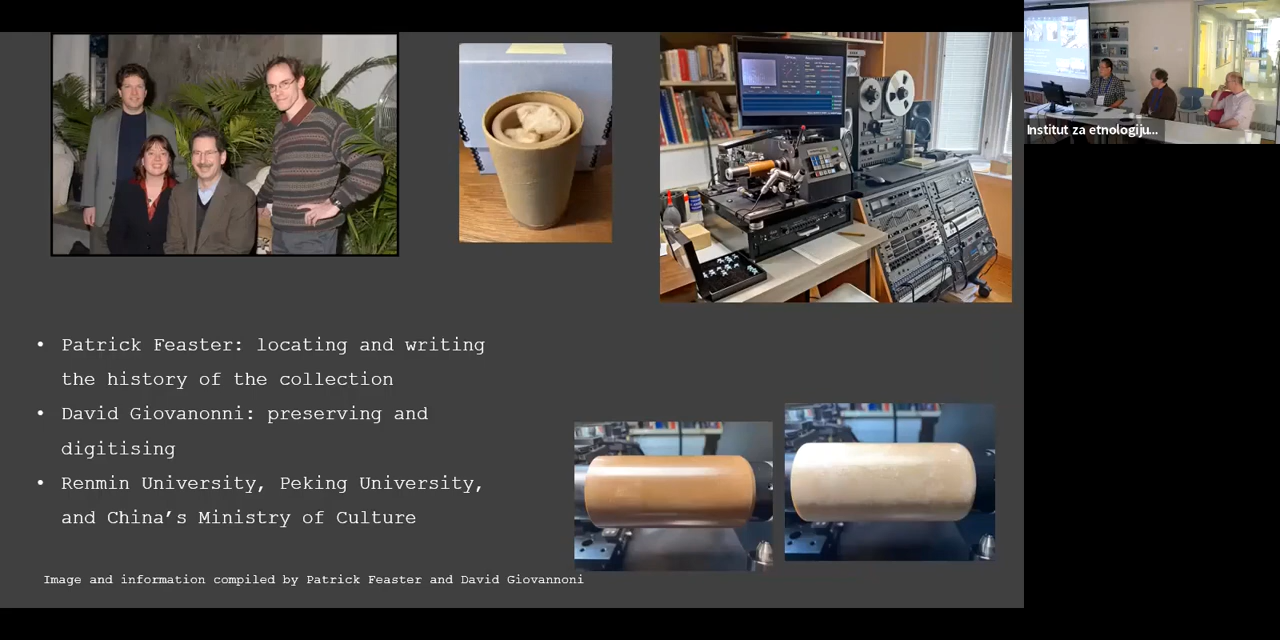 Institut za etnologiju...
• Patrick Feaster: locating and writing
the history of the collection
• David Giovanonni: preserving and
digitising
• Renmin University, Peking University,
and China’s Ministry of Culture
Image and information compiled by Patrick Feaster and David Giovannoni